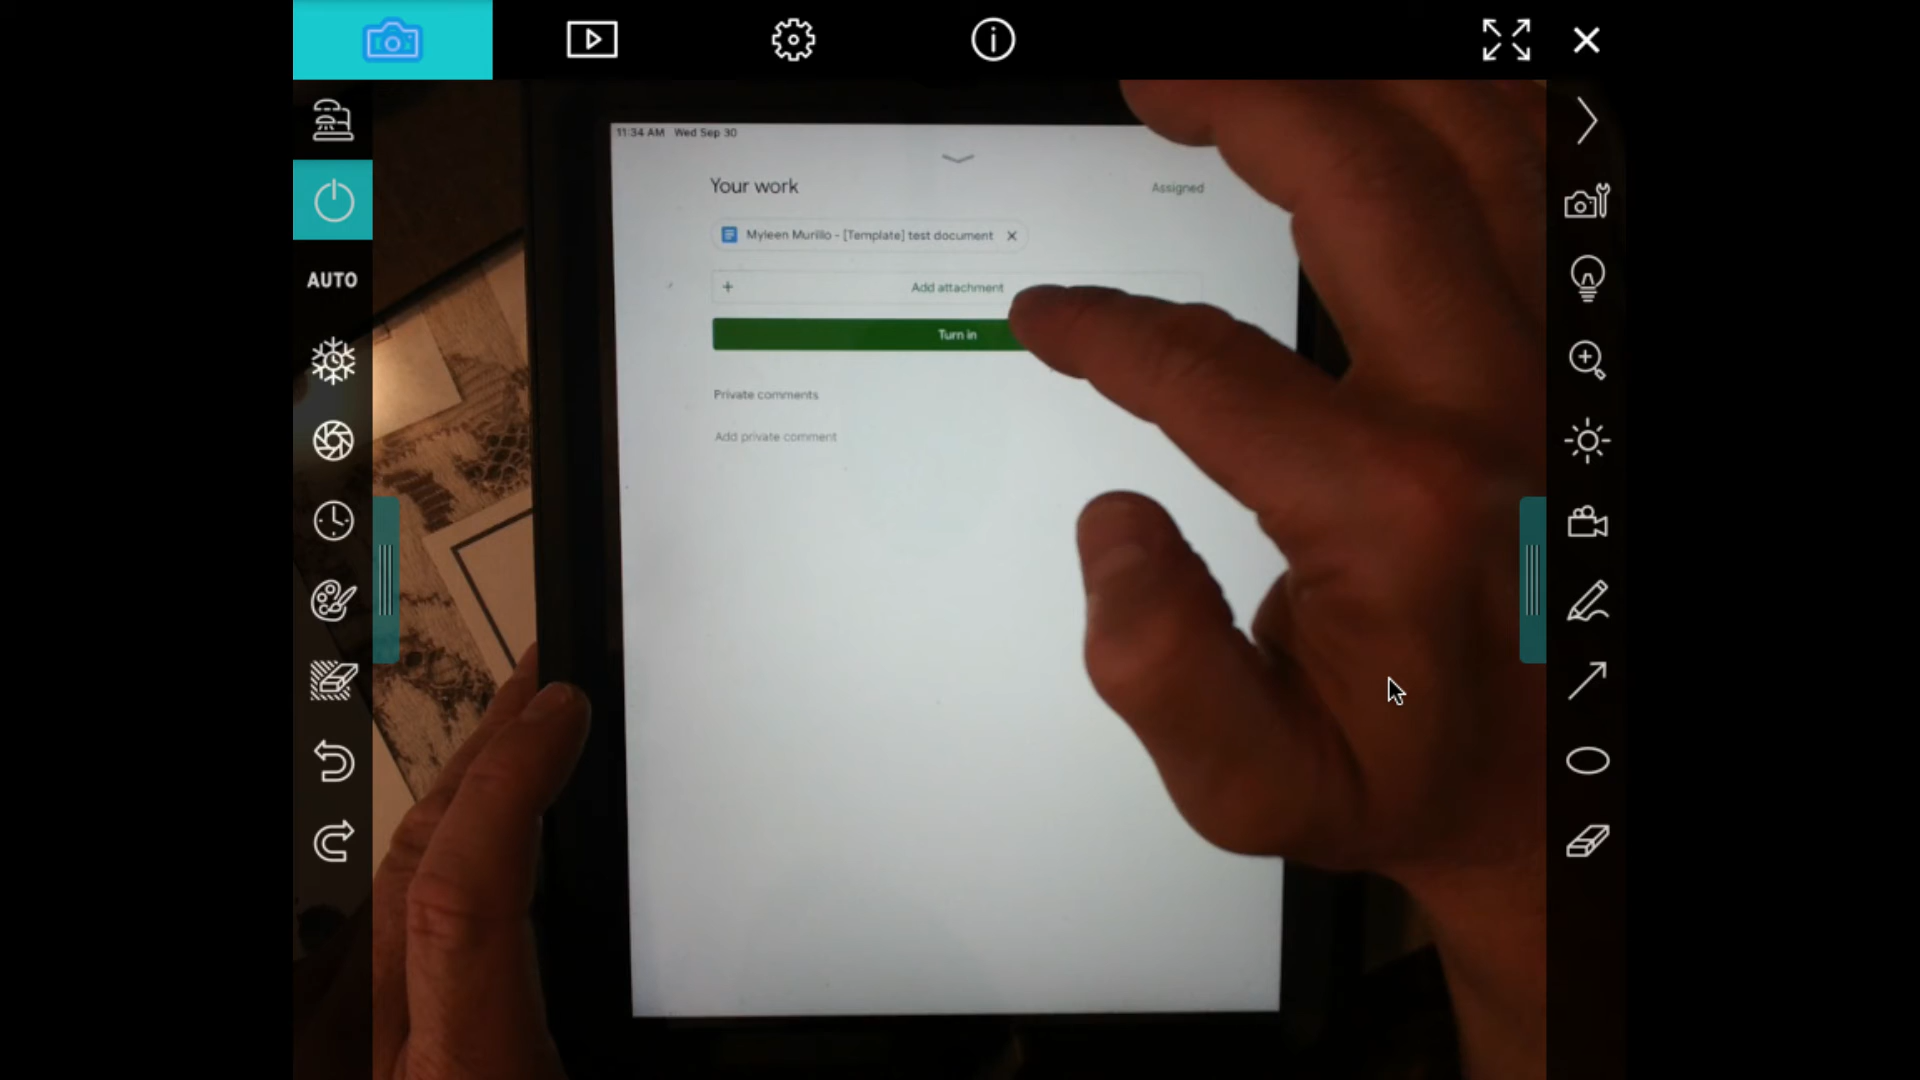 AUTO
11:34 AM Wed Sep 30
Your work
Assigned
Myleen Murillo - [Template] test document
Add attachment
Turn in
Private comments
Add private comment